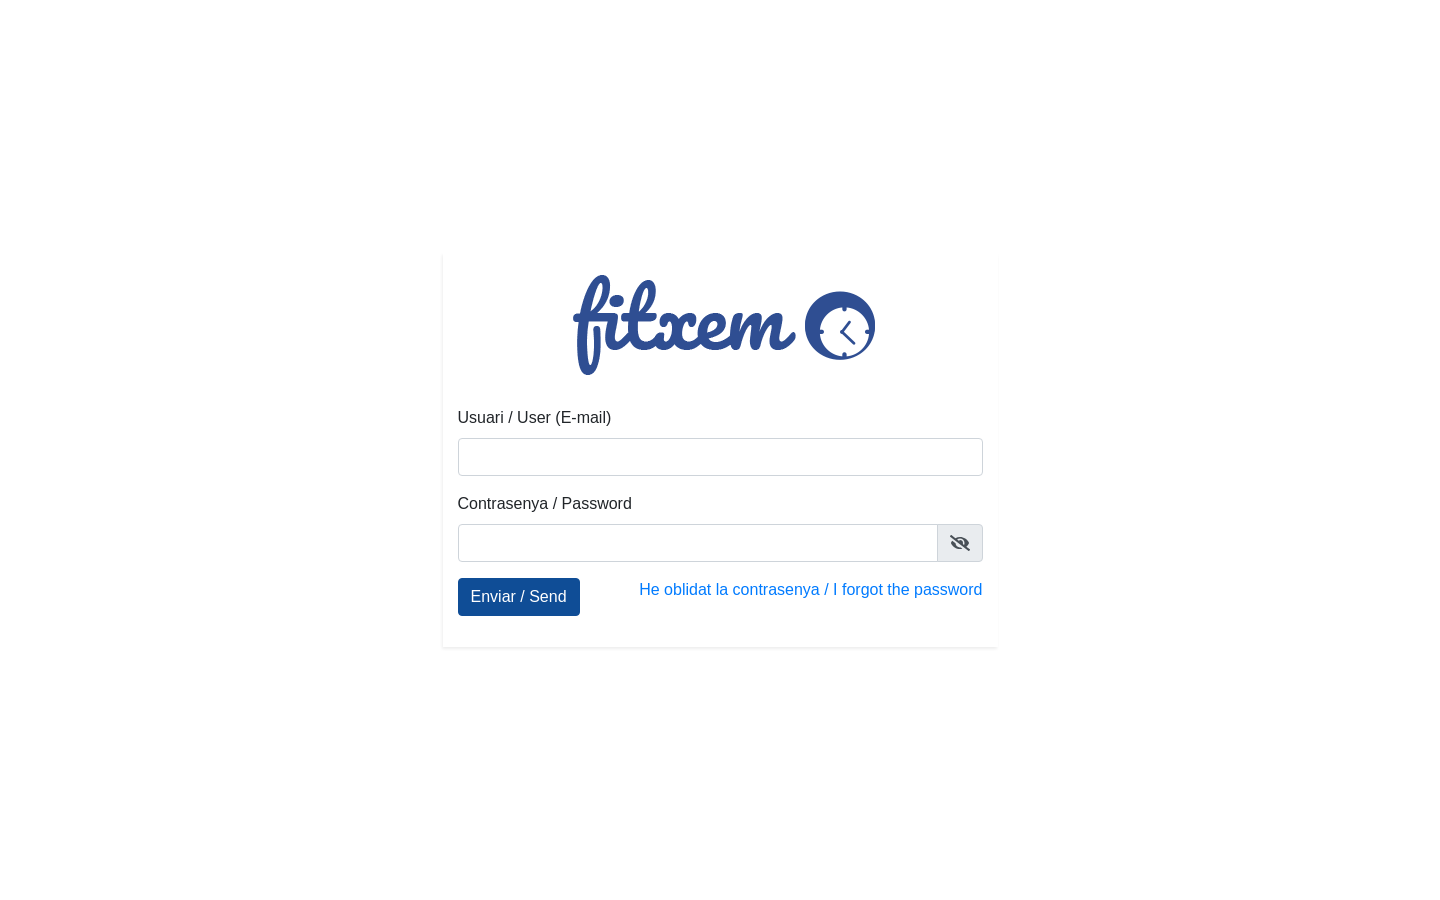 fitxem
Usuari / User (E-mail)
Contrasenya / Password
Enviar / Send
He oblidat la contrasenya / I forgot the password